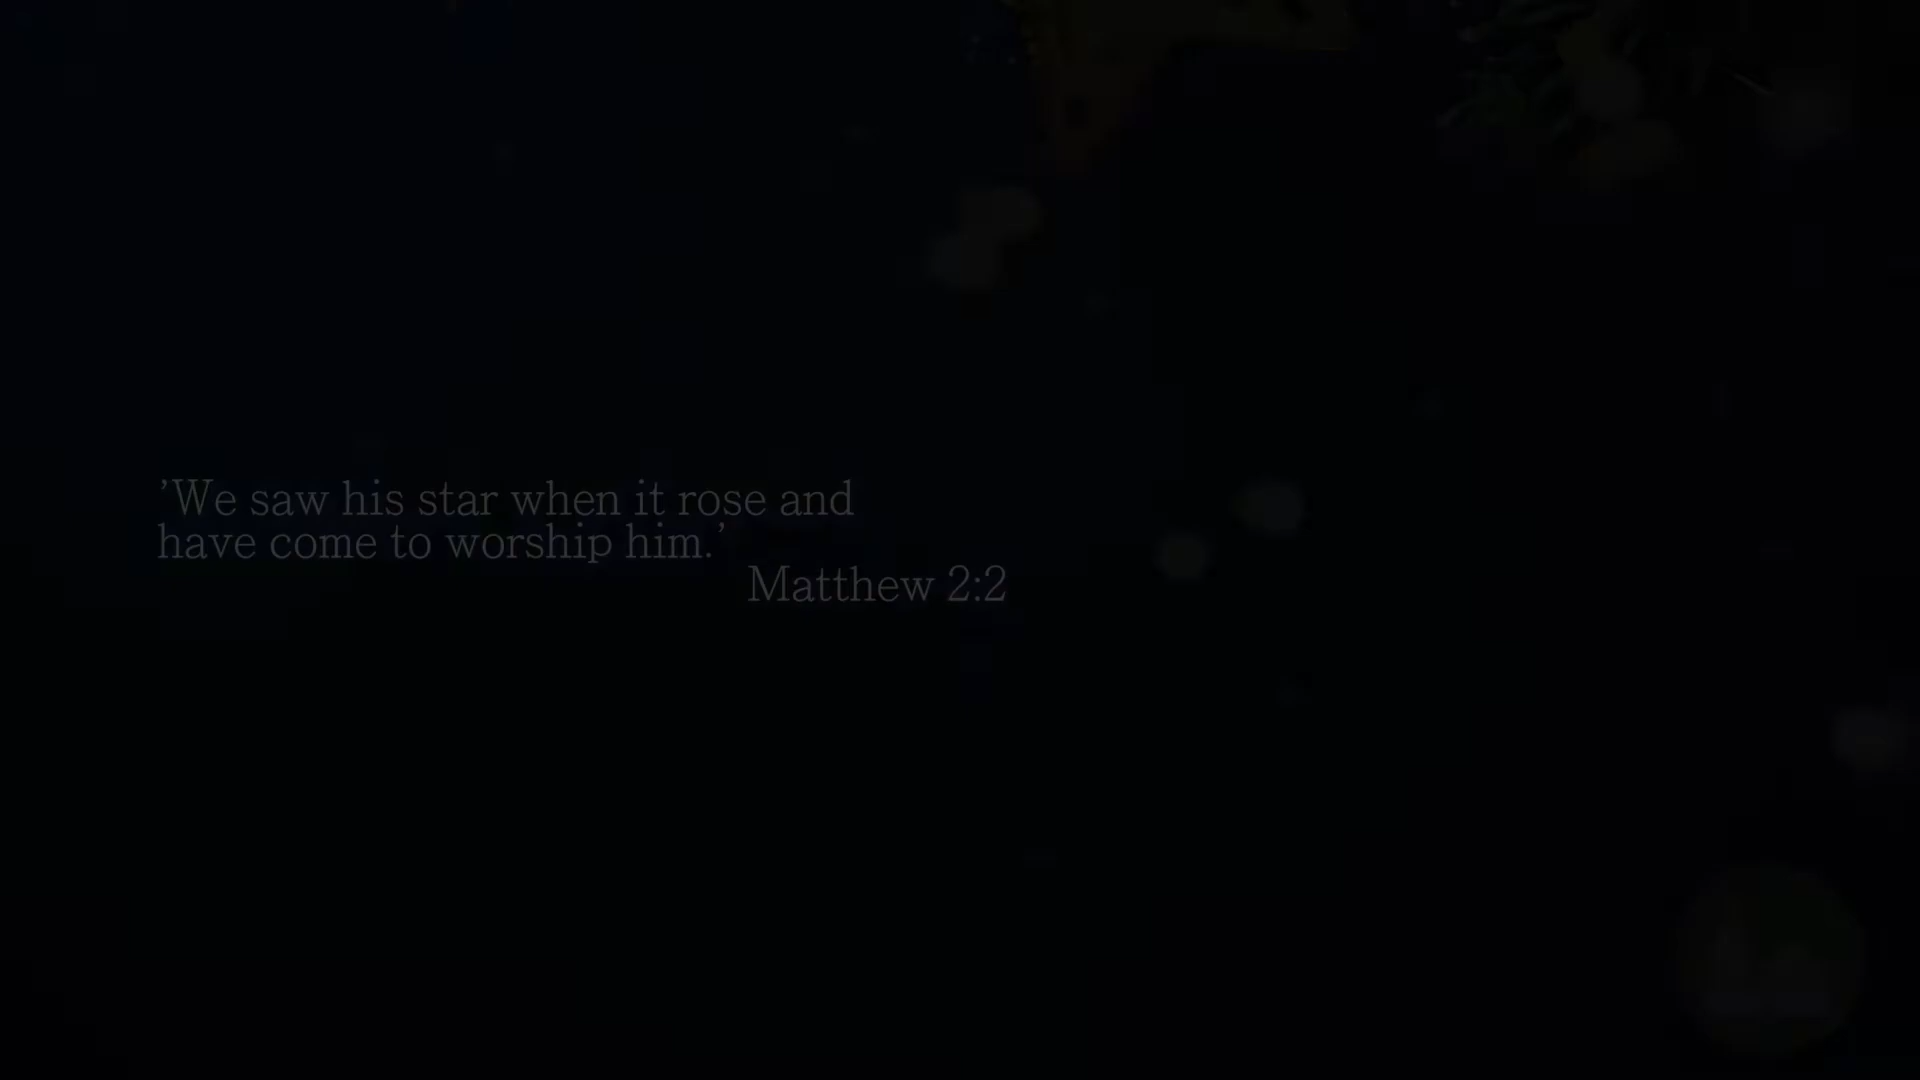 ’We saw his star when it rose and
have come to worship him.’
Matthew 2:2